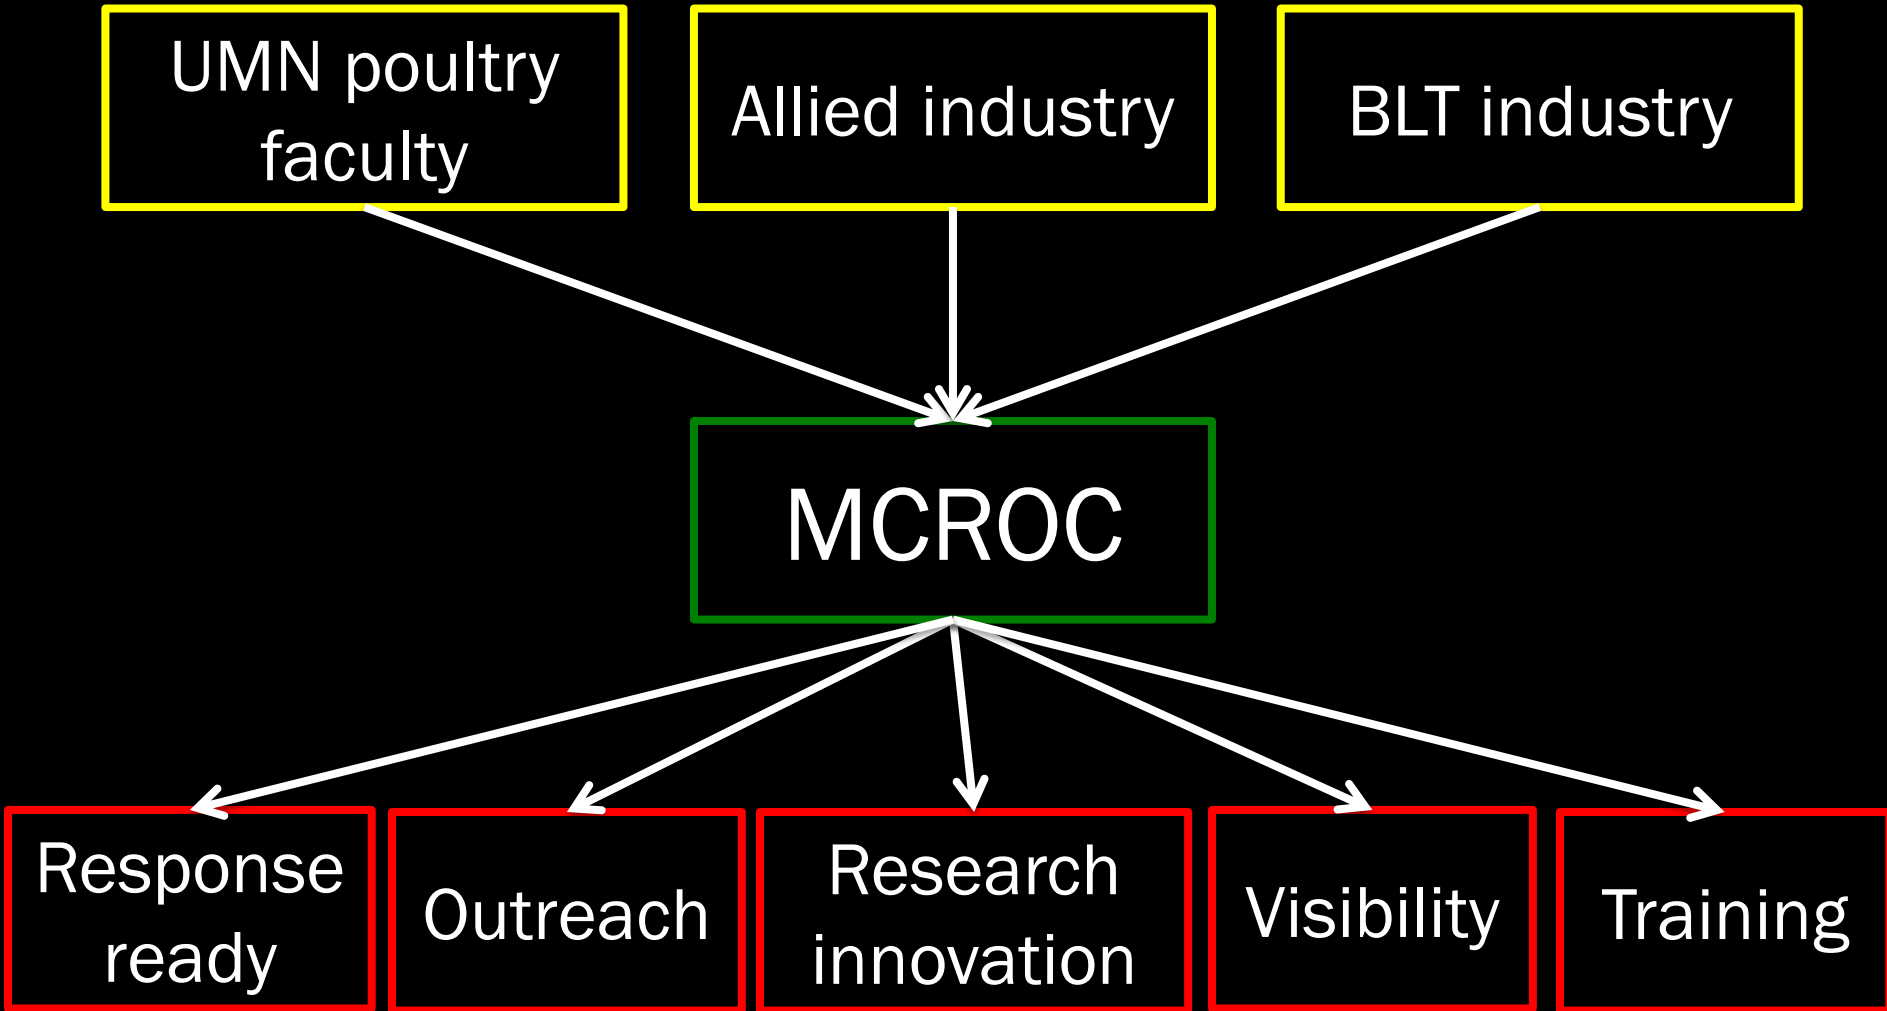 UMN poultry
faculty
Allied industry
BLT industry
MCROC
Response
ready
Outreach
Research
innovation
Visibility
Training